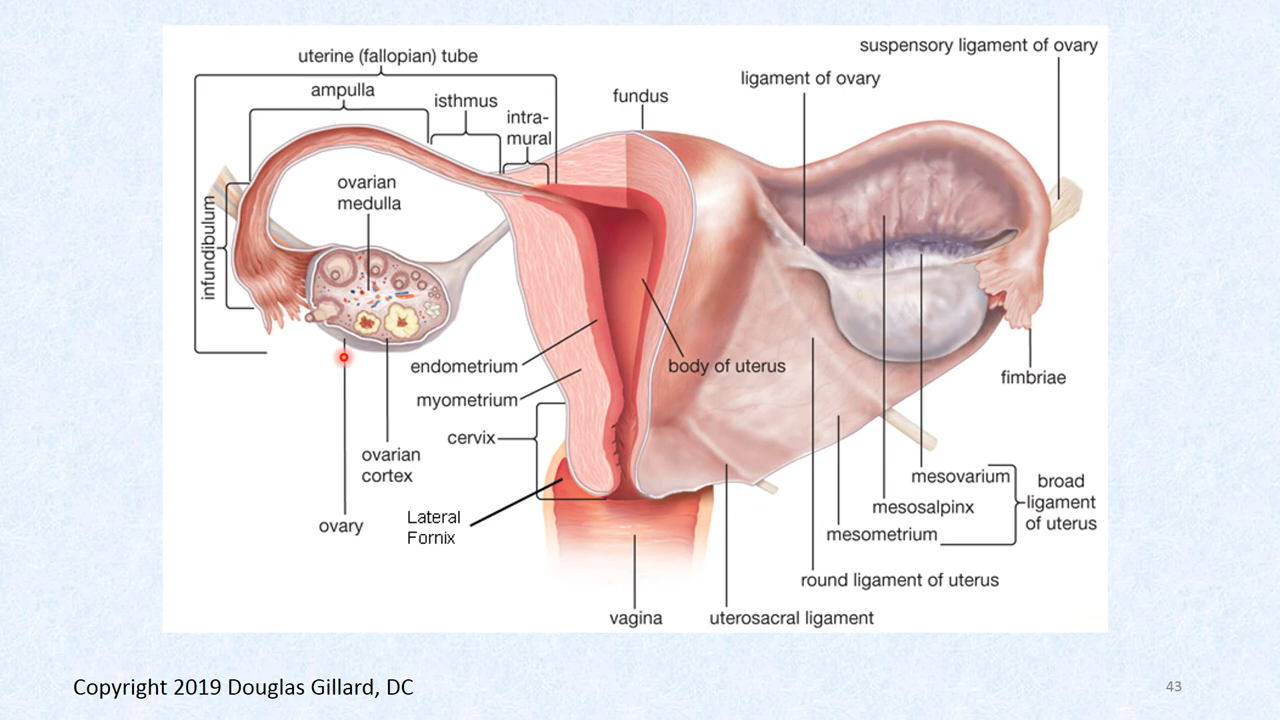 suspensory ligament of ovary
uterine (fallopian) tube
ligament of ovary
ampulla
isthmus
fundus
intra-
mural
ovarian
medulla
infundibulum
endometrium
body of uterus
fimbriae
myometrium
cervix
ovarian
cortex
mesovarium
broad
ligament
of uterus
mesosalpinx
mesometrium
ovary
Lateral
Fornix
round ligament of uterus
vagina
uterosacral ligament
Copyright 2019 Douglas Gillard, DC
43